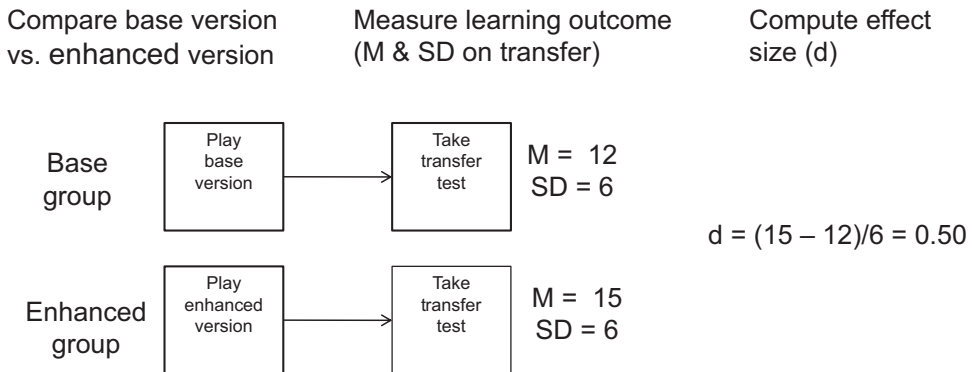 Compare base version
vs. enhanced version
Measure learning outcome
(M & SD on transfer)
Compute effect
size (d)
Base
group
Play
base
version
Take
transfer
test
M = 12
SD = 6
d = (15 – 12)/6 = 0.50
Enhanced
group
Play
enhanced
version
Take
transfer
test
M = 15
SD = 6